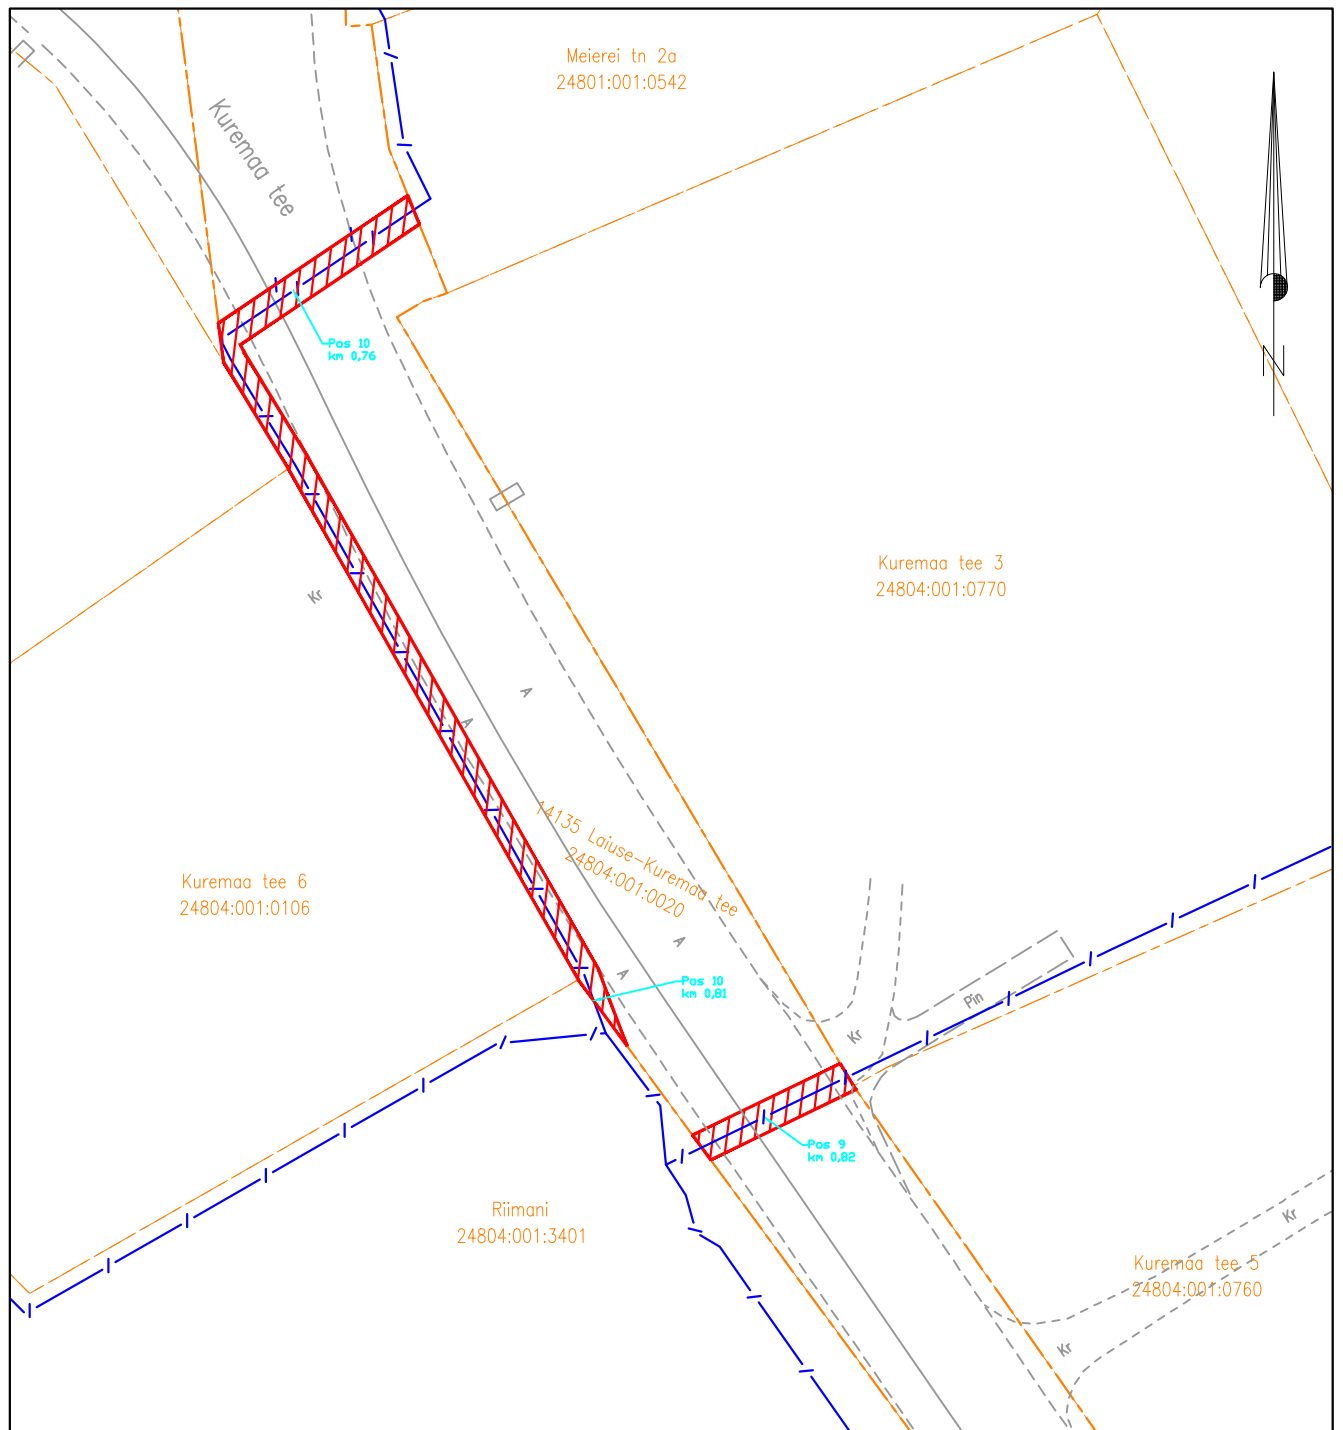 Meierei tn 2a
24801:001:0542
Kuremaa tee
N
Pos 10
km 0,76
Kuremaa tee 3
24804:001:0770
Kr
A
A
14135 Laiuse-Kuremaa tee
24804:001:0020
Kuremaa tee 6
24804:001:0106
A
A
Pos 10
km 0,81
Pin
Kr
Pos 9
km 0,82
Riimani
24804:001:3401
Kr
Kuremaa tee 5
24804:001:0760
Kr